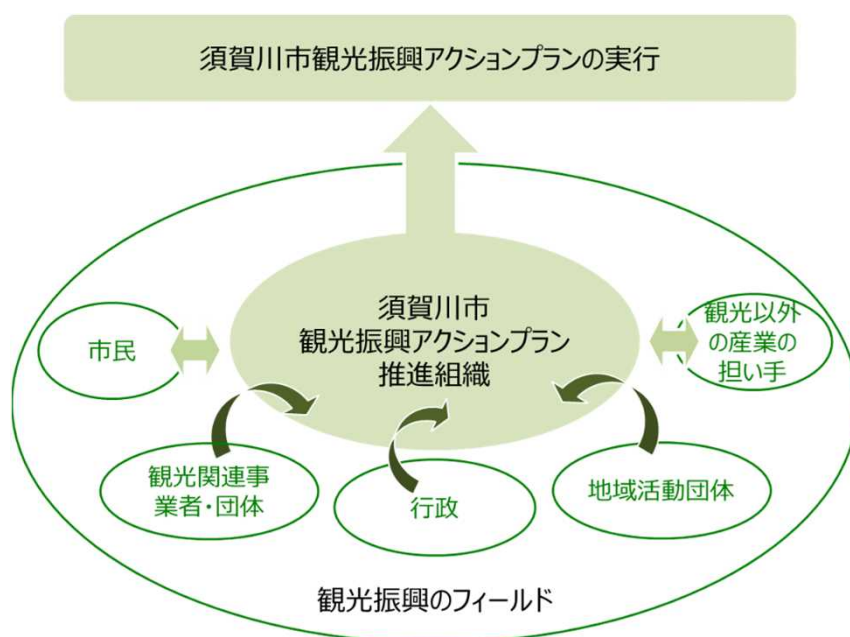 須賀川市観光振興アクションプランの実行
須賀川市
観光振興アクションプラン
推進組織
市民
観光以外
の産業の
担い手
観光関連事
業者・団体
行政
地域活動団体
観光振興のフィールド